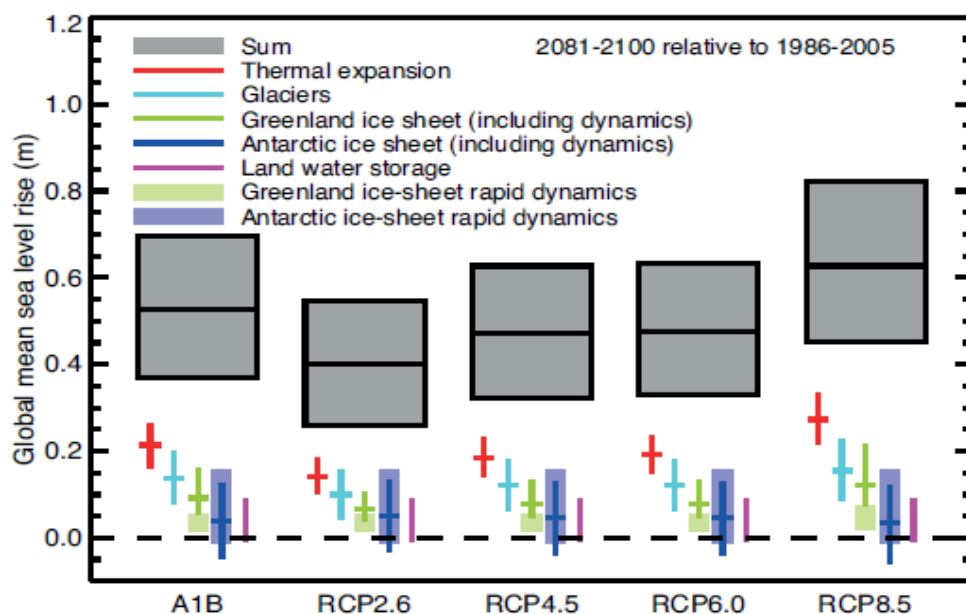 Global mean sea level rise (m)
1.2
1.0
0.8
0.6
0.4
0.2
0.0
Sum
Thermal expansion
Glaciers
Greenland ice sheet (including dynamics)
Antarctic ice sheet (including dynamics)
Land water storage
Greenland ice-sheet rapid dynamics
Antarctic ice-sheet rapid dynamics
2081-2100 relative to 1986-2005
A1B RCP2.6 RCP4.5 RCP6.0 RCP8.5